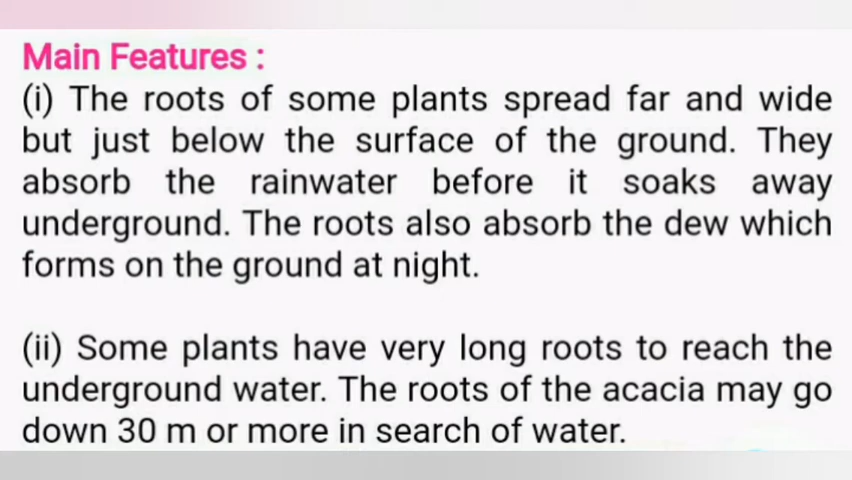 Main Features :
(i) The roots of some plants spread far and wide
but just below the surface of the ground. They
absorb the rainwater before it soaks away
underground. The roots also absorb the dew which
forms on the ground at night.
(ii) Some plants have very long roots to reach the
underground water. The roots of the acacia may go
down 30 m or more in search of water.